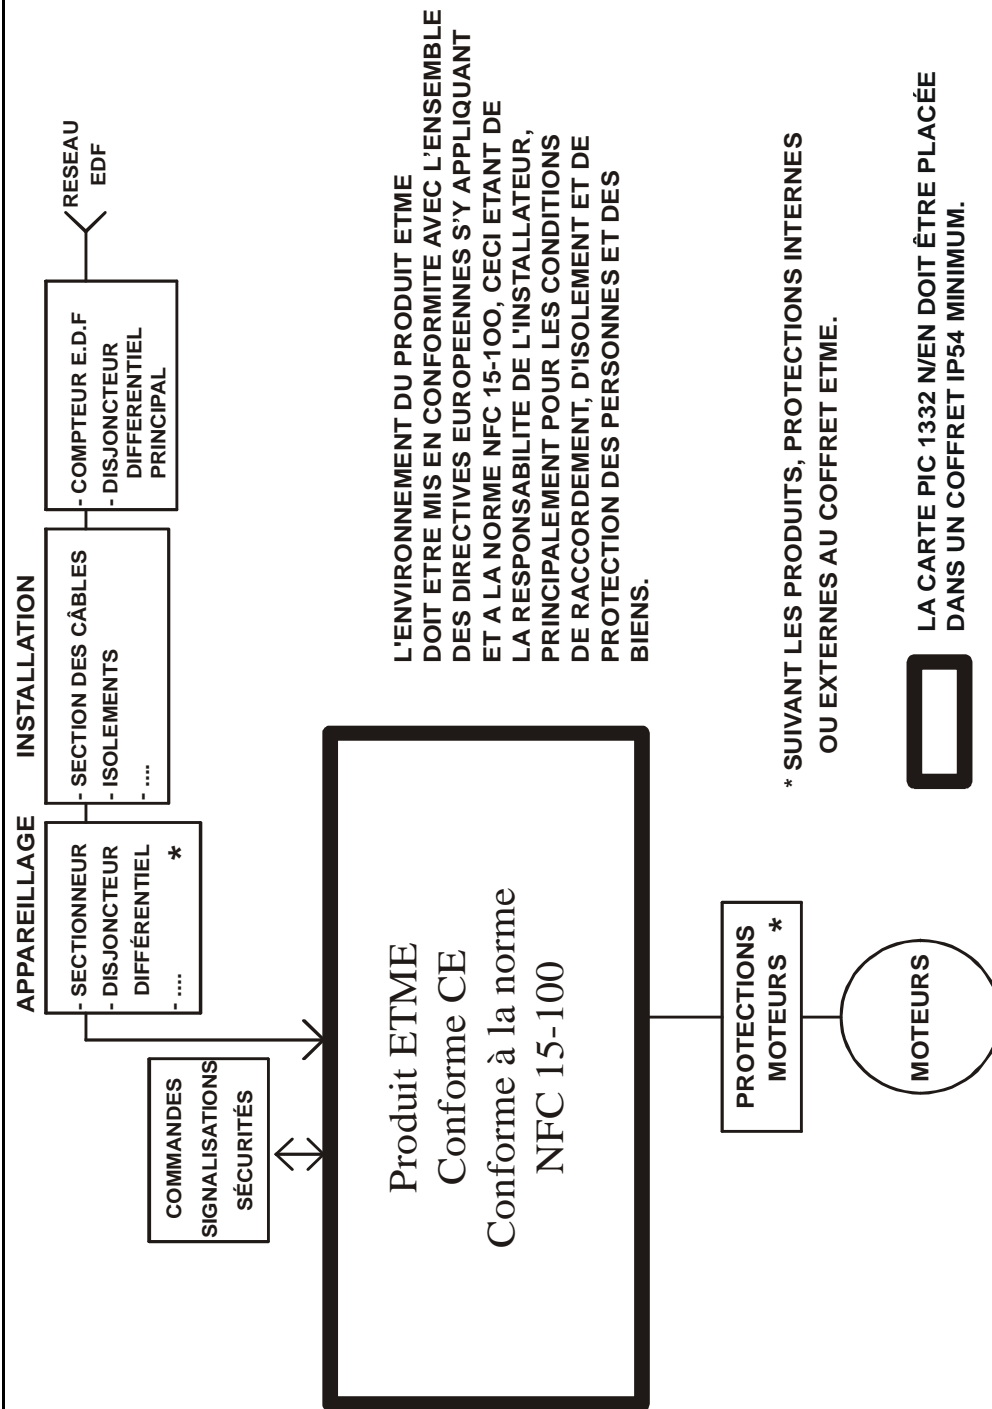 APPAREILLAGE
INSTALLATION
- SECTIONNEUR
- DISJONCTEUR
DIFFÉRENTIEL
- .... *
- SECTION DES CÂBLES
- ISOLEMENTS
- ....
- COMPTEUR E.D.F
- DISJONCTEUR
DIFFERENTIEL
PRINCIPAL
RESEAU
EDF
COMMANDES
SIGNALISATIONS
SÉCURITÉS
Produit ETME
Conforme CE
Conforme à la norme
NFC 15-100
L'ENVIRONNEMENT DU PRODUIT ETME
DOIT ETRE MIS EN CONFORMITE AVEC L'ENSEMBLE
DES DIRECTIVES EUROPEENNES S'Y APPLIQUANT
ET A LA NORME NFC 15-1OO, CECI ETANT DE
LA RESPONSABILITE DE L'INSTALLATEUR,
PRINCIPALEMENT POUR LES CONDITIONS
DE RACCORDEMENT, D'ISOLEMENT ET DE
PROTECTION DES PERSONNES ET DES
BIENS.
PROTECTIONS
MOTEURS *
MOTEURS
* SUIVANT LES PRODUITS, PROTECTIONS INTERNES
OU EXTERNES AU COFFRET ETME.
LA CARTE PIC 1332 N/EN DOIT ÊTRE PLACÉE
DANS UN COFFRET IP54 MINIMUM.